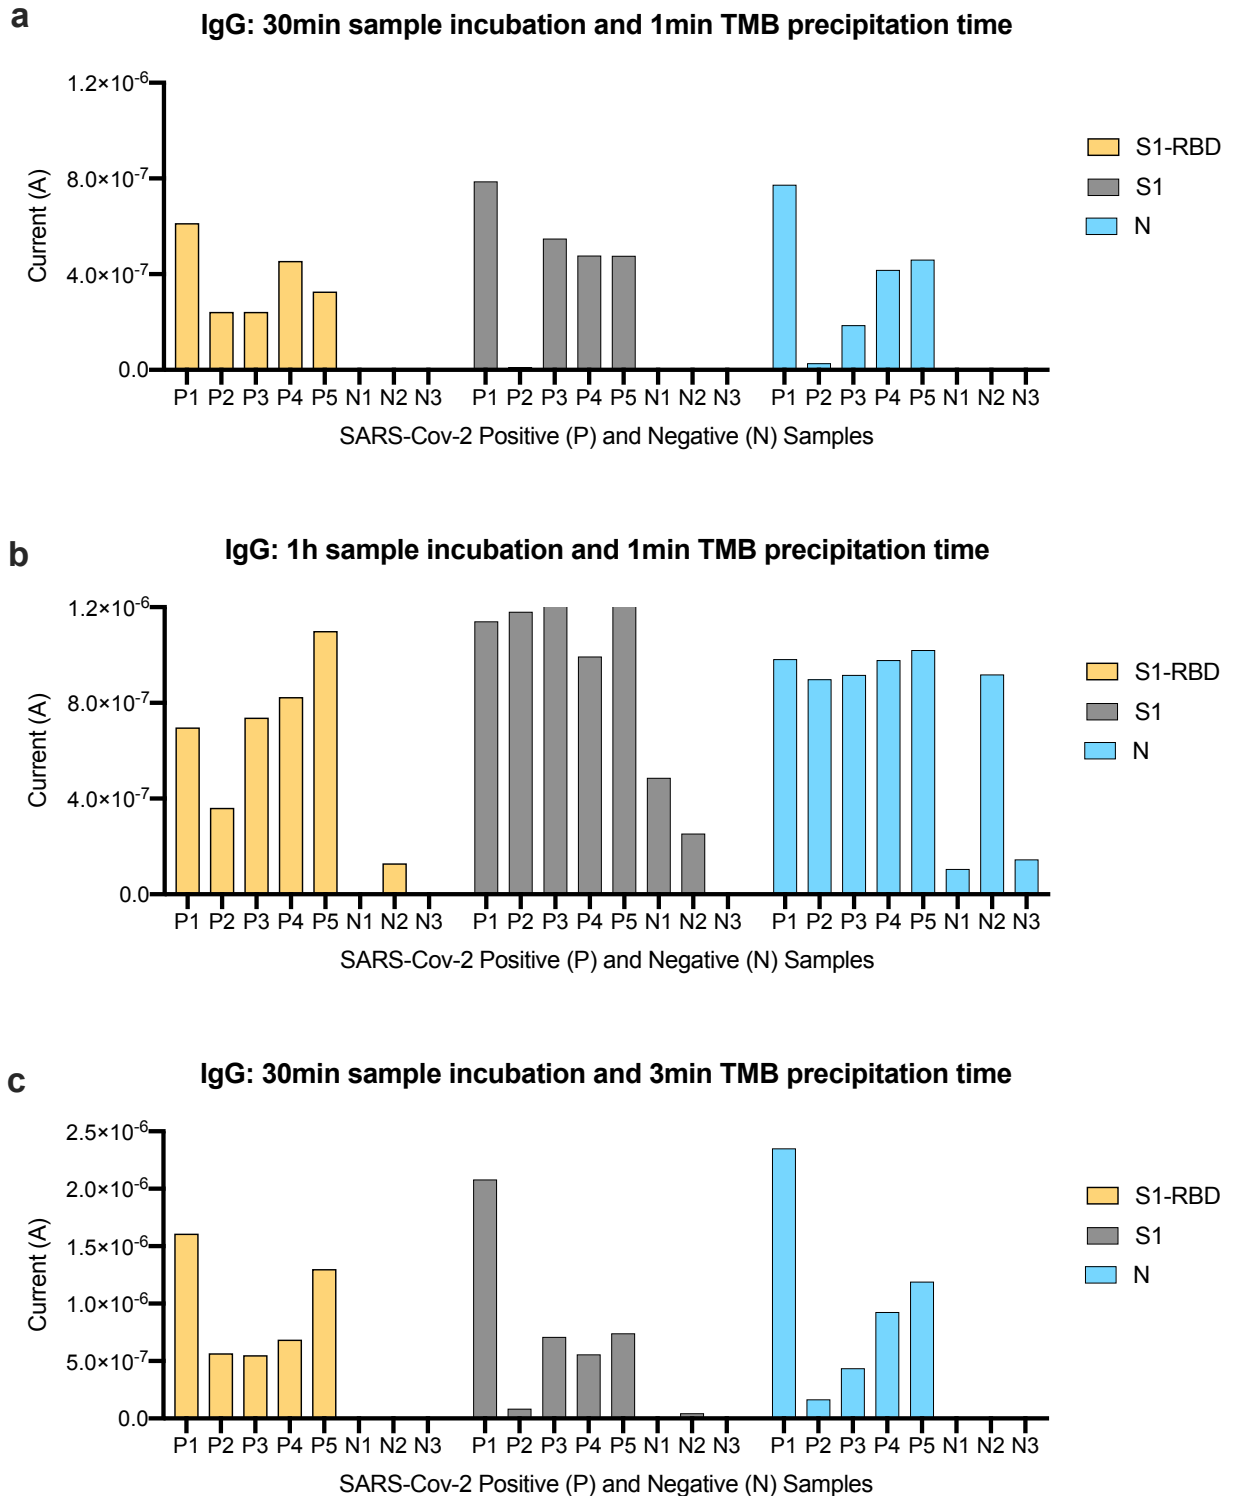 a
IgG: 30min sample incubation and 1min TMB precipitation time
1.2×10⁻⁶
8.0×10⁻⁷
4.0×10⁻⁷
0.0
Current (A)
P1 P2 P3 P4 P5 N1 N2 N3 P1 P2 P3 P4 P5 N1 N2 N3 P1 P2 P3 P4 P5 N1 N2 N3
SARS-Cov-2 Positive (P) and Negative (N) Samples
S1-RBD
S1
N
b
IgG: 1h sample incubation and 1min TMB precipitation time
1.2×10⁻⁶
8.0×10⁻⁷
4.0×10⁻⁷
0.0
Current (A)
P1 P2 P3 P4 P5 N1 N2 N3 P1 P2 P3 P4 P5 N1 N2 N3 P1 P2 P3 P4 P5 N1 N2 N3
SARS-Cov-2 Positive (P) and Negative (N) Samples
S1-RBD
S1
N
c
IgG: 30min sample incubation and 3min TMB precipitation time
2.5×10⁻⁶
2.0×10⁻⁶
1.5×10⁻⁶
1.0×10⁻⁶
5.0×10⁻⁷
0.0
Current (A)
P1 P2 P3 P4 P5 N1 N2 N3 P1 P2 P3 P4 P5 N1 N2 N3 P1 P2 P3 P4 P5 N1 N2 N3
SARS-Cov-2 Positive (P) and Negative (N) Samples
S1-RBD
S1
N